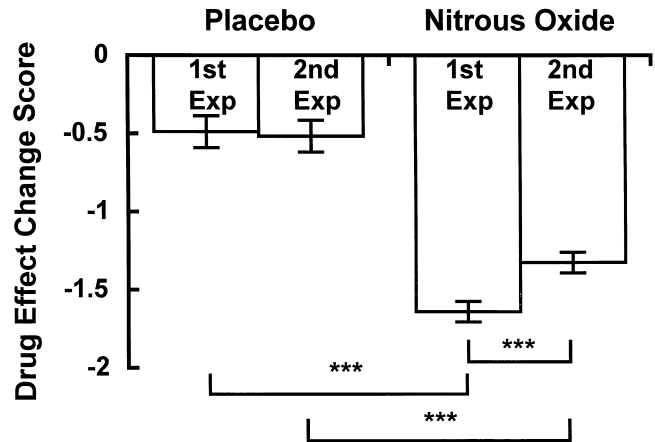 Placebo
Nitrous Oxide
Drug Effect Change Score
0
-0.5
-1
-1.5
-2
1st
Exp
2nd
Exp
1st
Exp
2nd
Exp
***
***
***